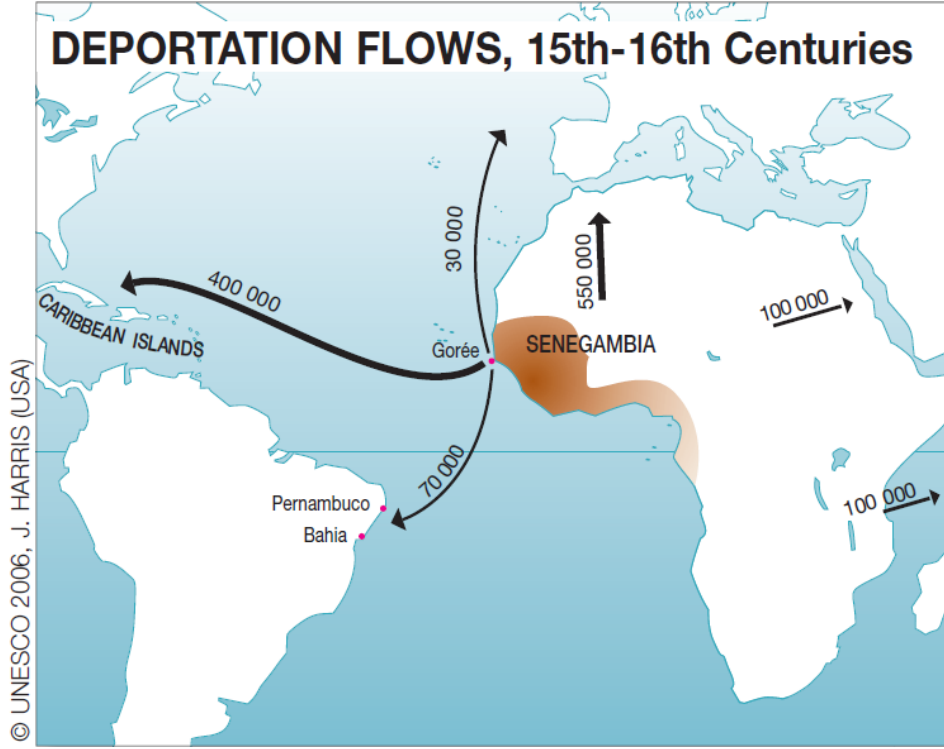 DEPORTATION FLOWS, 15th-16th Centuries
30 000
550 000
400 000
100 000
CARIBBEAN ISLANDS
Gorée
SENEGAMBIA
70 000
Pernambuco
100 000
Bahia
© UNESCO 2006, J. HARRIS (USA)